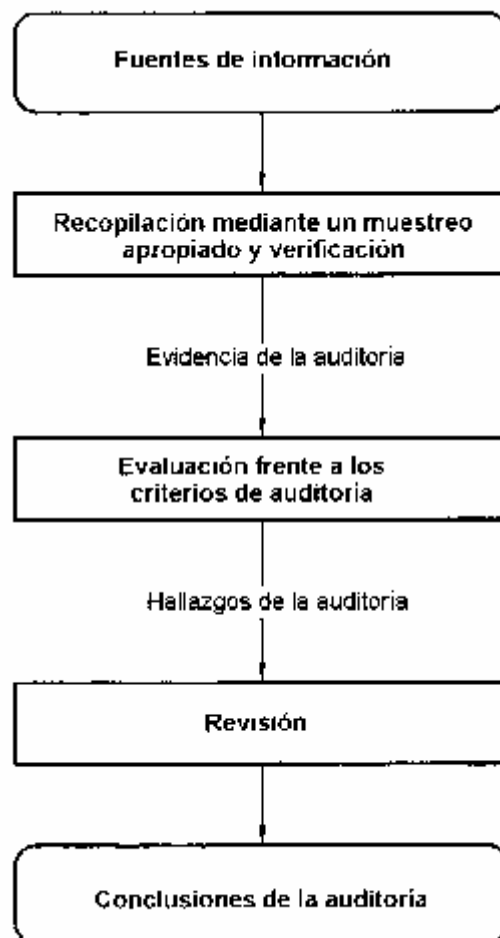 Fuentes de información
Recopilación mediante un muestreo
apropiado y verificación
Evidencia de la auditoria
Evaluación frente a los
criterios de auditoria
Hallazgos de la auditoria
Revisión
Conclusiones de la auditoría